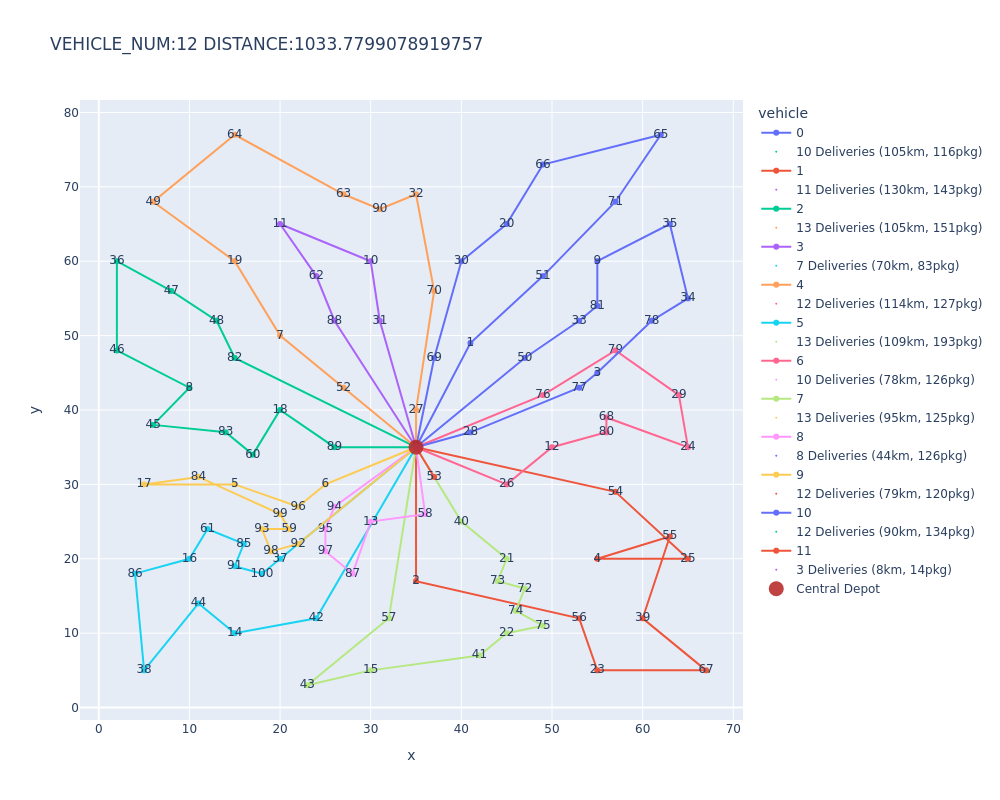 VEHICLE_NUM:12 DISTANCE:1033.7799078919757
vehicle
0
10 Deliveries (105km, 116pkg)
1
11 Deliveries (130km, 143pkg)
2
13 Deliveries (105km, 151pkg)
3
7 Deliveries (70km, 83pkg)
4
12 Deliveries (114km, 127pkg)
5
13 Deliveries (109km, 193pkg)
6
10 Deliveries (78km, 126pkg)
7
13 Deliveries (95km, 125pkg)
8
8 Deliveries (44km, 126pkg)
9
12 Deliveries (79km, 120pkg)
10
12 Deliveries (90km, 134pkg)
11
3 Deliveries (8km, 14pkg)
Central Depot
80
70
60
50
40
30
20
10
0
y
0 10 20 30 40 50 60 70
x
64 65
66
63 32
49 90 71
11 20 35
36 19 10 30 9
62 51
47 70 34
81
48 88 31 33 78
7 1
46 82 69 50 79
3
8 52 77
76 29
18 27
45 68
83 28 80
60 89 12 24
84 53
17 5 6 26 54
96 94
99 58
61 93 59 95 13 40
85 92 55
98 97
16 91 37 21 4 25
86 100 87
2 73
72
44 74
14 42 57 56 39
75
22
41
38 15 23 67
43